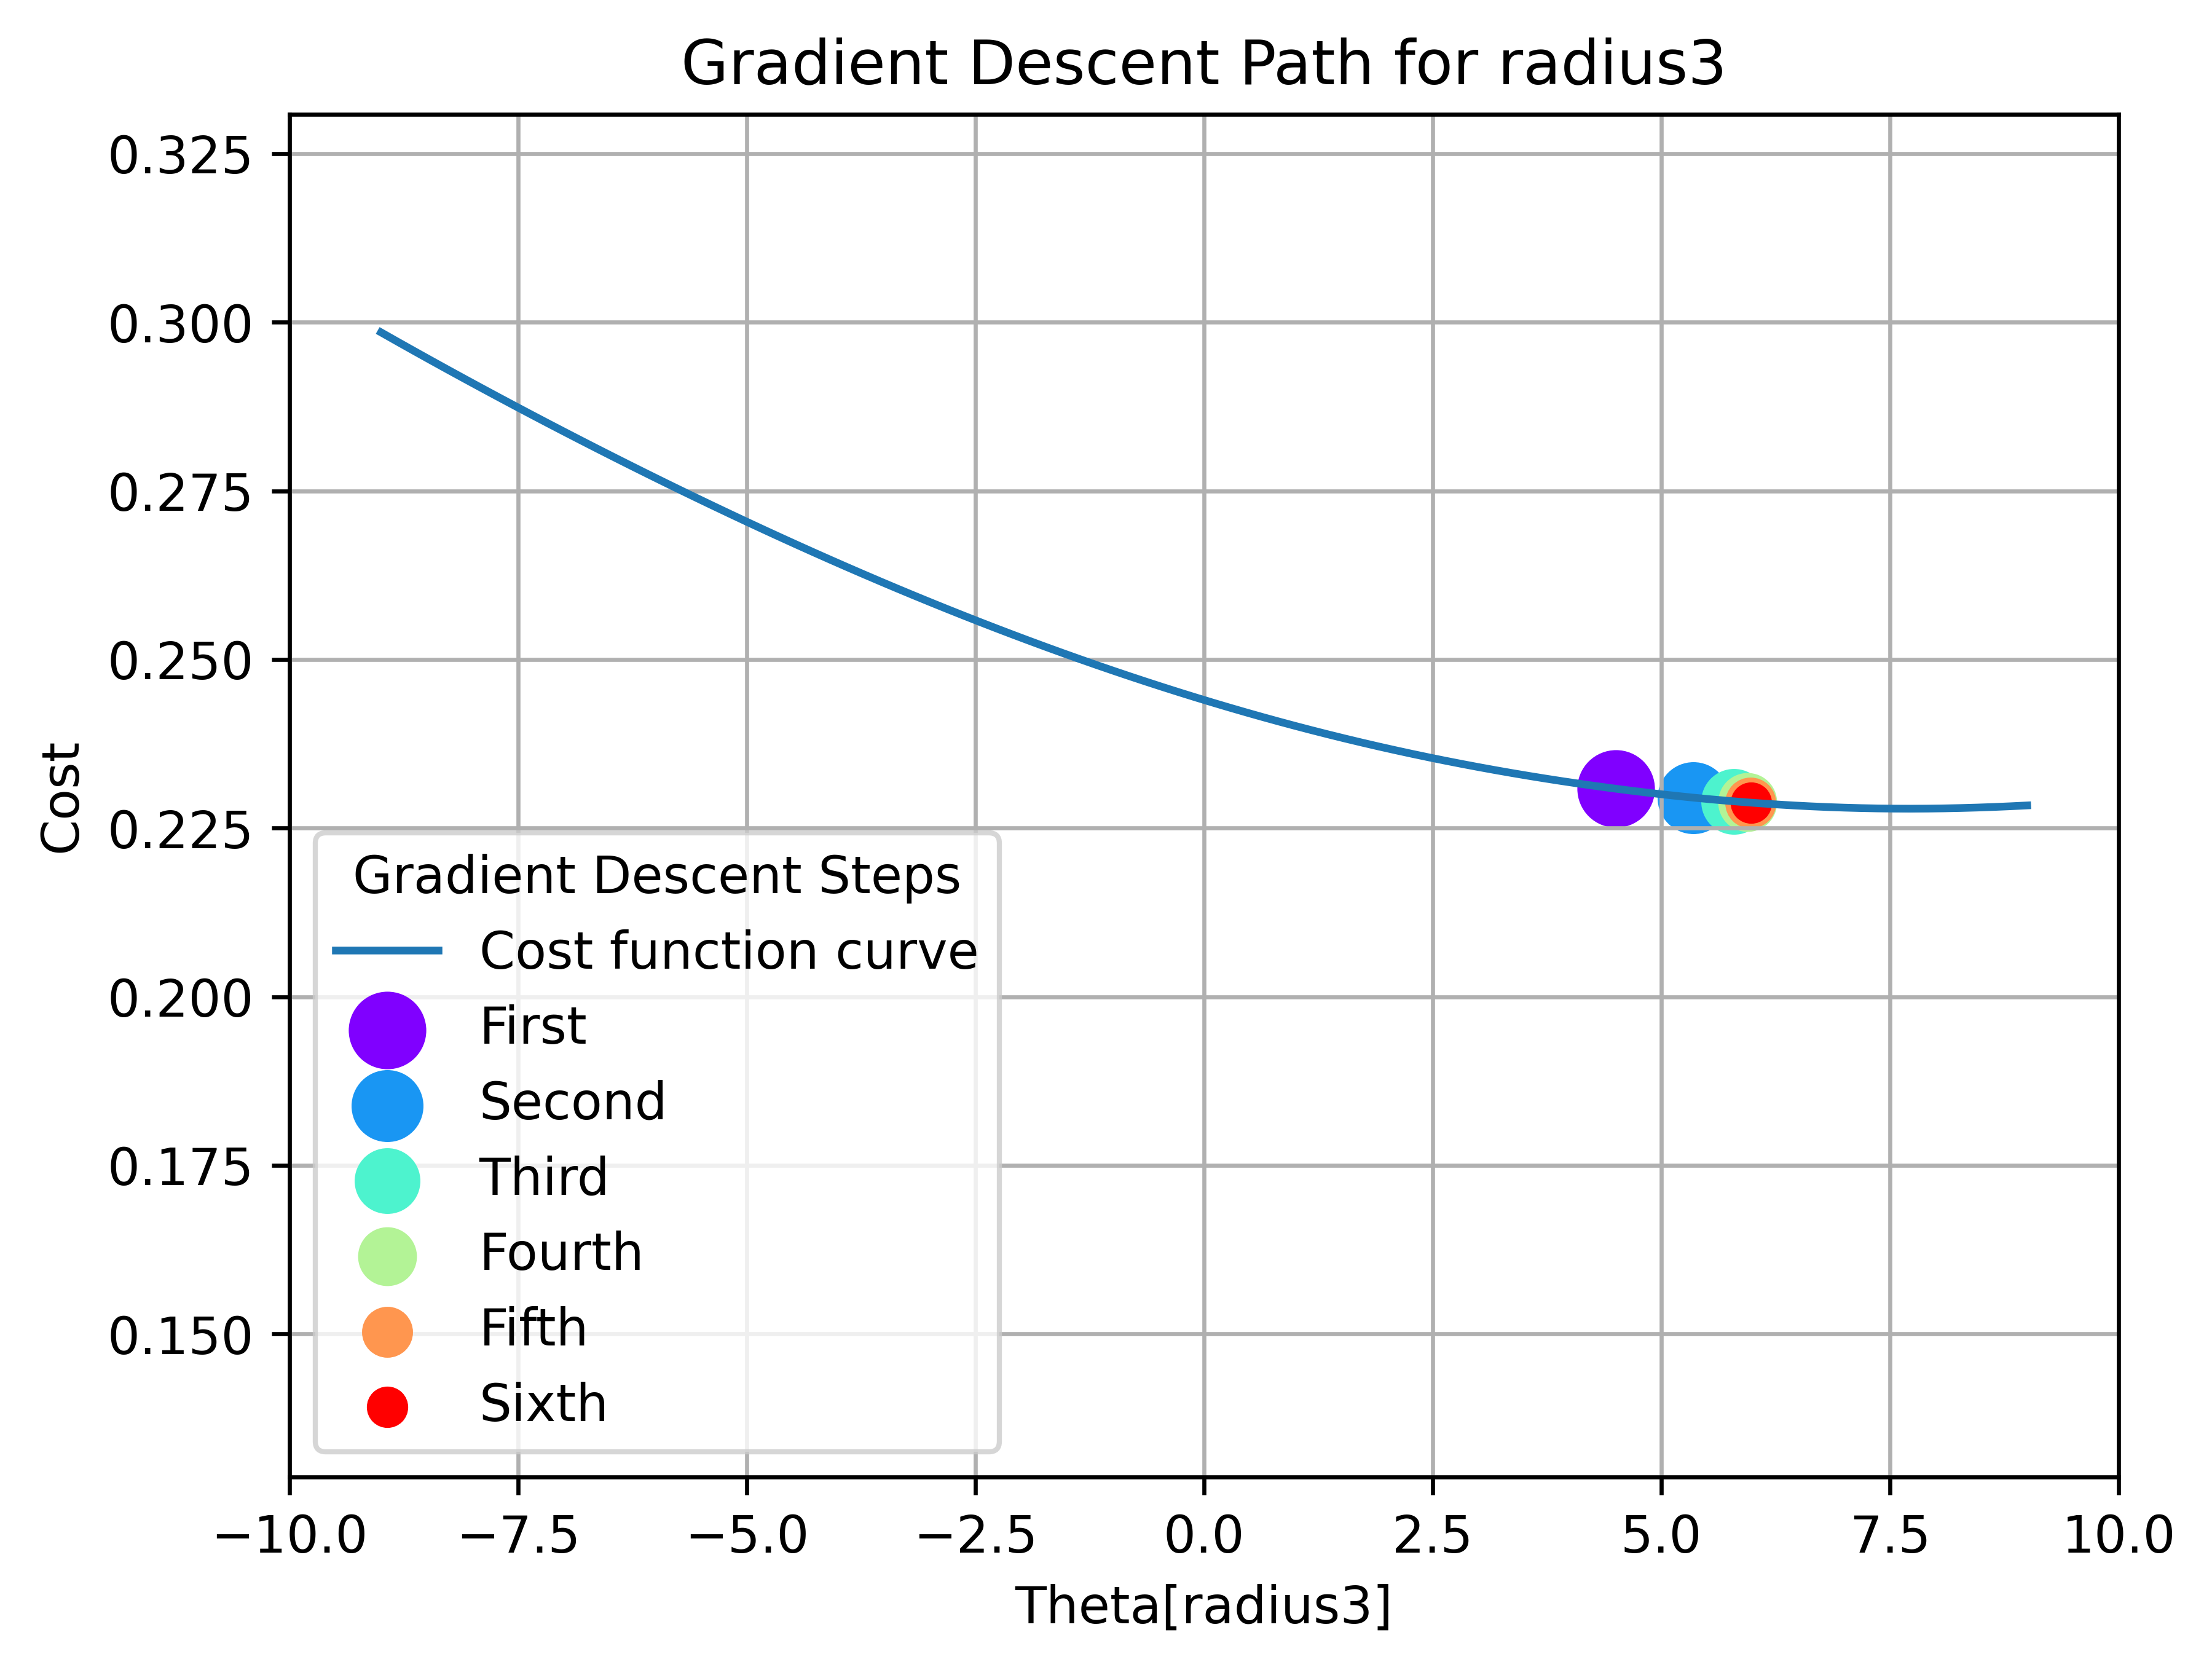 Gradient Descent Path for radius3
0.325
0.300
0.275
0.250
0.225
0.200
0.175
0.150
Cost
Gradient Descent Steps
Cost function curve
First
Second
Third
Fourth
Fifth
Sixth
−10.0 −7.5 −5.0 −2.5 0.0 2.5 5.0 7.5 10.0
Theta[radius3]